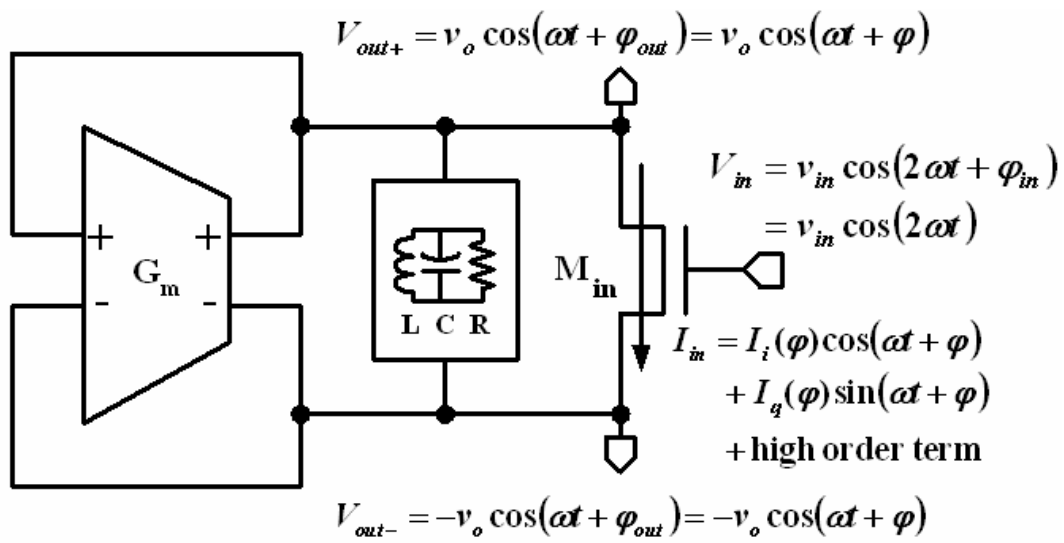 V_{out+} = v_o cos(ωt + φ_{out}) = v_o cos(ωt + φ)
V_{in} = v_{in} cos(2ωt + φ_{in})
= v_{in} cos(2ωt)
+ +
G_m
- -
L C R
M_{in}
I_{in} = I_i(φ)cos(ωt + φ)
+ I_q(φ)sin(ωt + φ)
+ high order term
V_{out-} = -v_o cos(ωt + φ_{out}) = -v_o cos(ωt + φ)